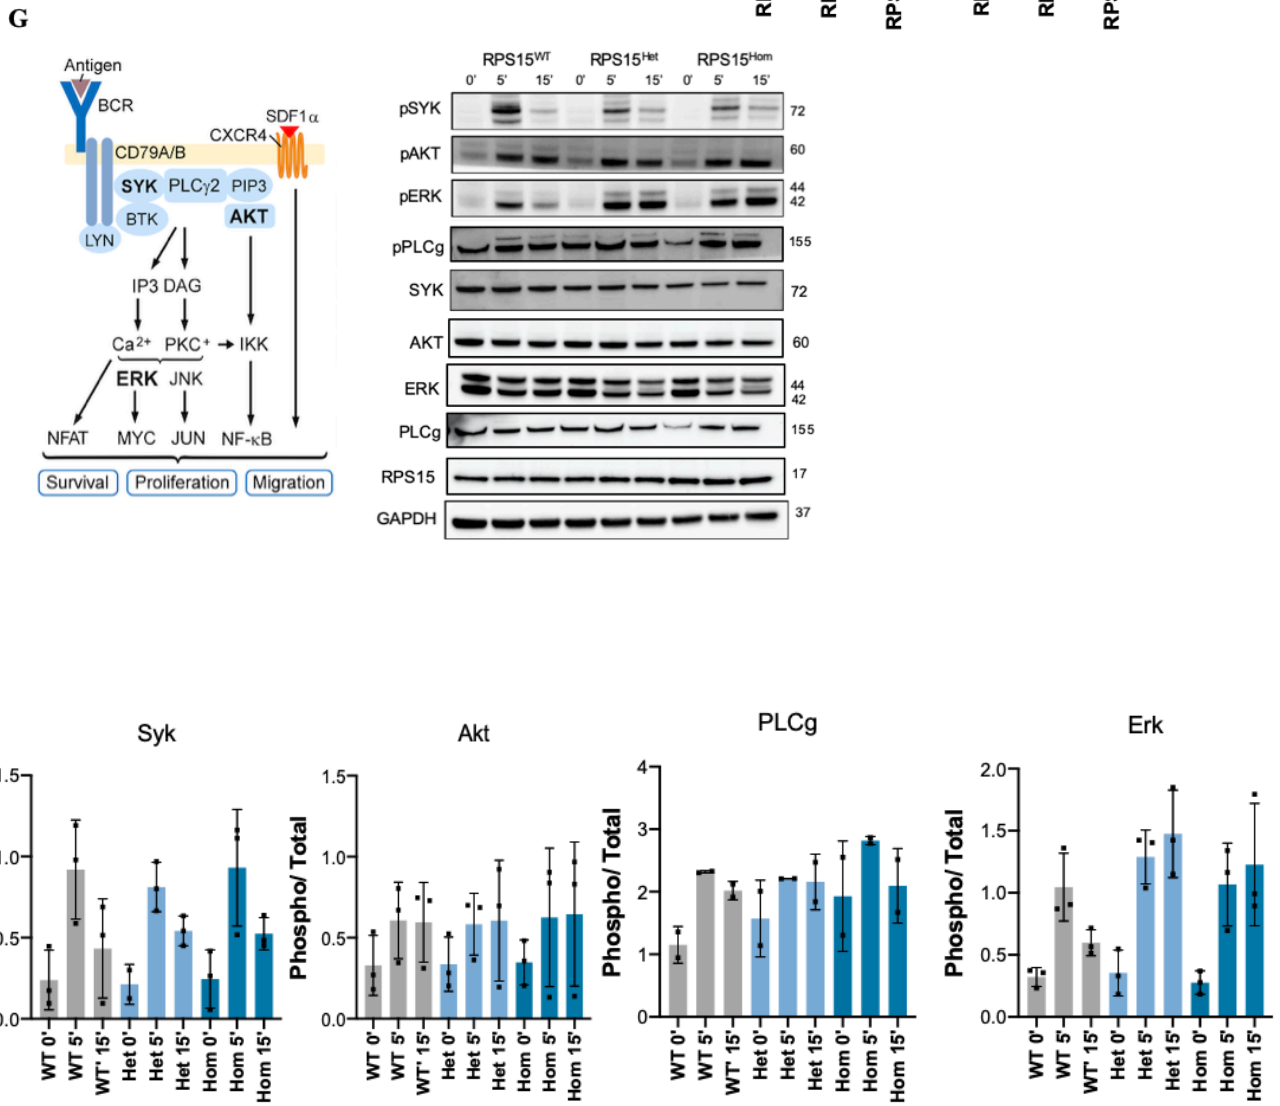 G
RPS
RPS
Antigen
BCR
SDF1α
CXCR4
CD79A/B
SYK PLCγ2 PIP3
BTK AKT
LYN
IP3 DAG
Ca2+ PKC+ IKK
ERK JNK
NFAT MYC JUN NF-κB
Survival Proliferation Migration
RPS15WT RPS15Het RPS15Hom
0' 5' 15' 0' 5' 15' 0' 5' 15'
pSYK 72
pAKT 60
pERK 44
42
pPLCg 155
SYK 72
AKT 60
ERK 44
42
PLCg 155
RPS15 17
GAPDH 37
Syk
1.5
1.0
0.5
0.0
WT 0'
WT 5'
WT' 15'
Het 0'
Het 5'
Het 15'
Hom 0'
Hom 5'
Hom 15'
Akt
Phospho/ Total
1.5
1.0
0.5
0.0
WT 0'
WT 5'
WT' 15'
Het 0'
Het 5'
Het 15'
Hom 0'
Hom 5'
Hom 15'
PLCg
Phospho/ Total
4
3
2
1
0
WT 0'
WT 5'
WT' 15'
Het 0'
Het 5'
Het 15'
Hom 0'
Hom 5'
Hom 15'
Erk
Phospho/ Total
2.0
1.5
1.0
0.5
0.0
WT 0'
WT 5'
WT' 15'
Het 0'
Het 5'
Het 15'
Hom 0'
Hom 5'
Hom 15'